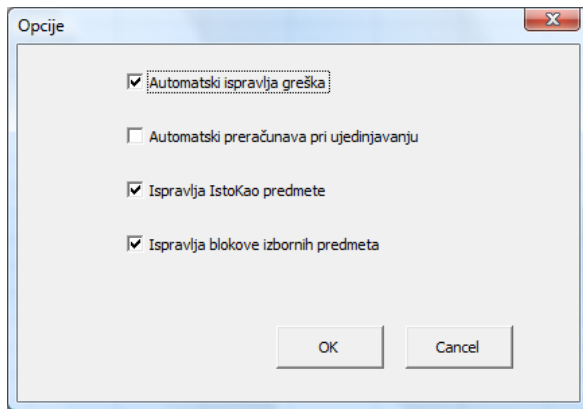 Opcije
Automatski ispravlja greška
Automatski preračunava pri ujedinjavanju
Ispravlja IstoKao predmete
Ispravlja blokove izbornih predmeta
OK Cancel